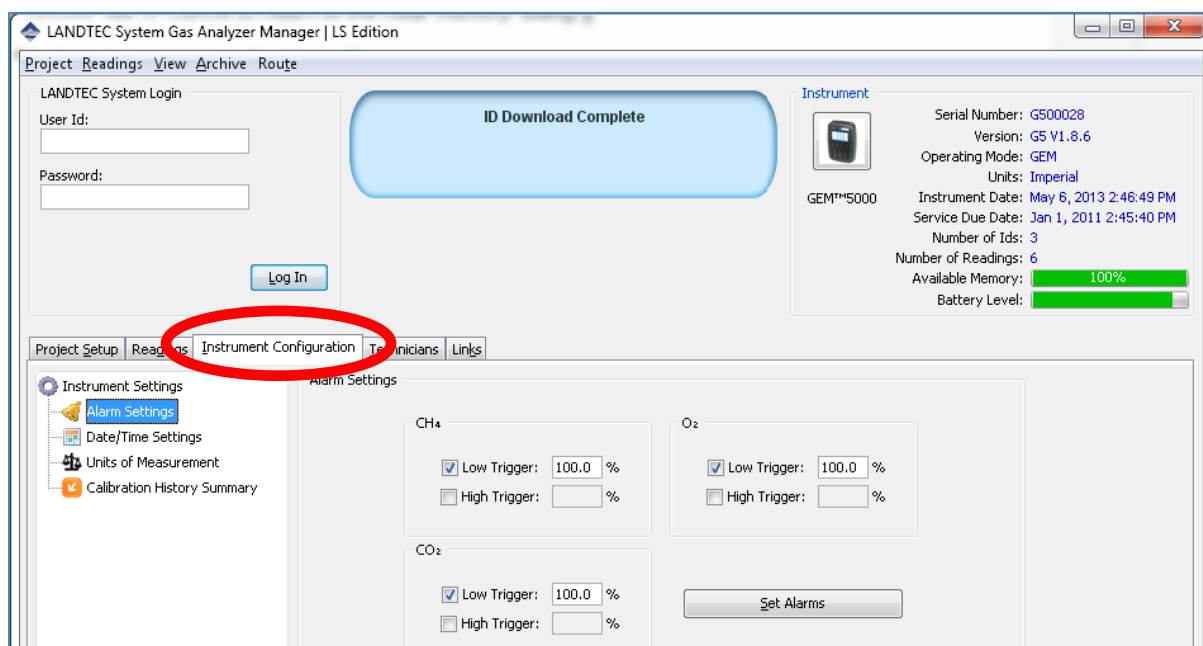 LANDTEC System Gas Analyzer Manager | LS Edition
Project Readings View Archive Route
LANDTEC System Login
User Id:
Password:
Log In
ID Download Complete
Instrument
GEM™5000
Serial Number: G500028
Version: G5 V1.8.6
Operating Mode: GEM
Units: Imperial
Instrument Date: May 6, 2013 2:46:49 PM
Service Due Date: Jan 1, 2011 2:45:40 PM
Number of Ids: 3
Number of Readings: 6
Available Memory: 100%
Battery Level:
Project Setup Readings Instrument Configuration Technicians Links
Instrument Settings
Alarm Settings
Date/Time Settings
Units of Measurement
Calibration History Summary
Alarm Settings
CH₄
Low Trigger: 100.0 %
High Trigger: %
O₂
Low Trigger: 100.0 %
High Trigger: %
CO₂
Low Trigger: 100.0 %
High Trigger: %
Set Alarms